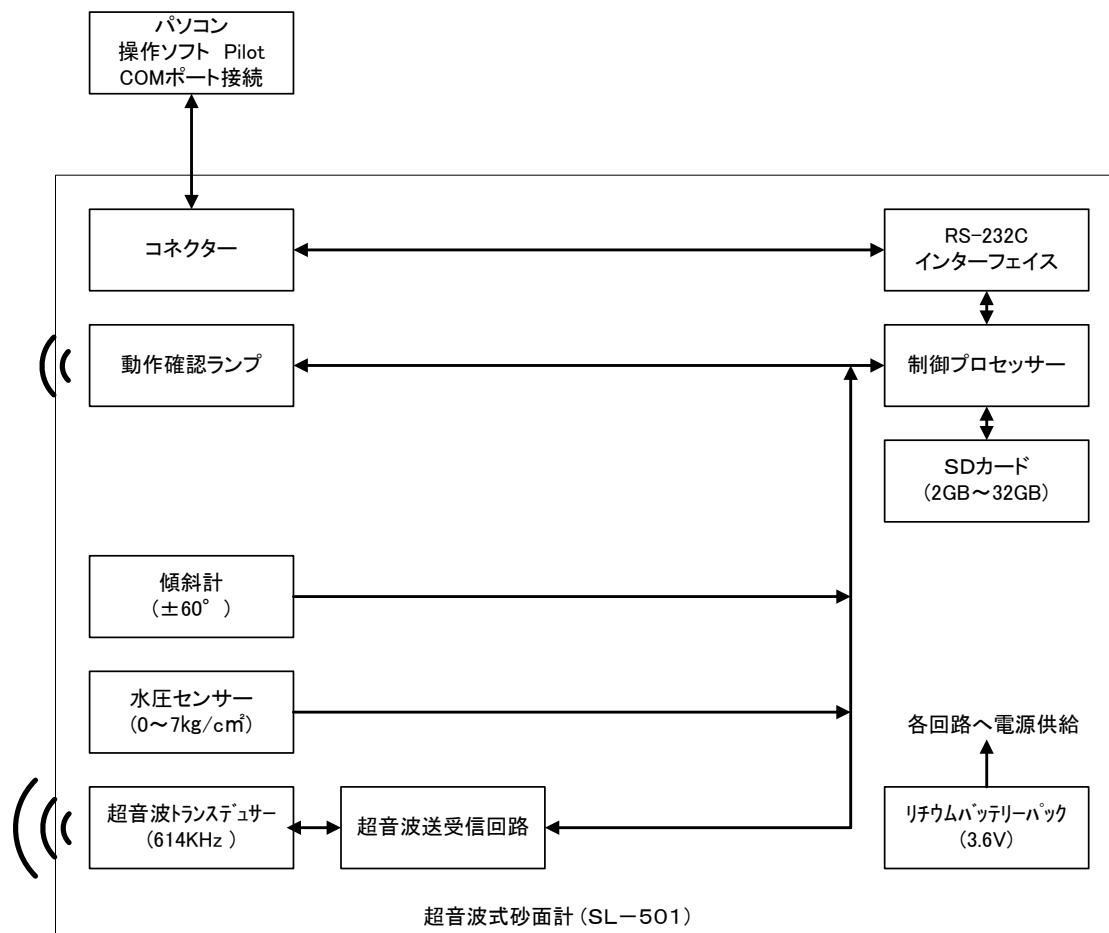 パソコン
操作ソフト Pilot
COMポート接続
コネクター
RS-232C
インターフェイス
動作確認ランプ
制御プロセッサー
SDカード
(2GB～32GB)
傾斜計
(±60°)
水圧センサー
(0～7kg/c㎡)
各回路へ電源供給
超音波ﾄﾗﾝｽﾃﾞｭｻｰ
(614KHz)
超音波送受信回路
ﾘﾁｳﾑﾊﾞｯﾃﾘｰﾊﾟｯｸ
(3.6V)
超音波式砂面計(SL－501)